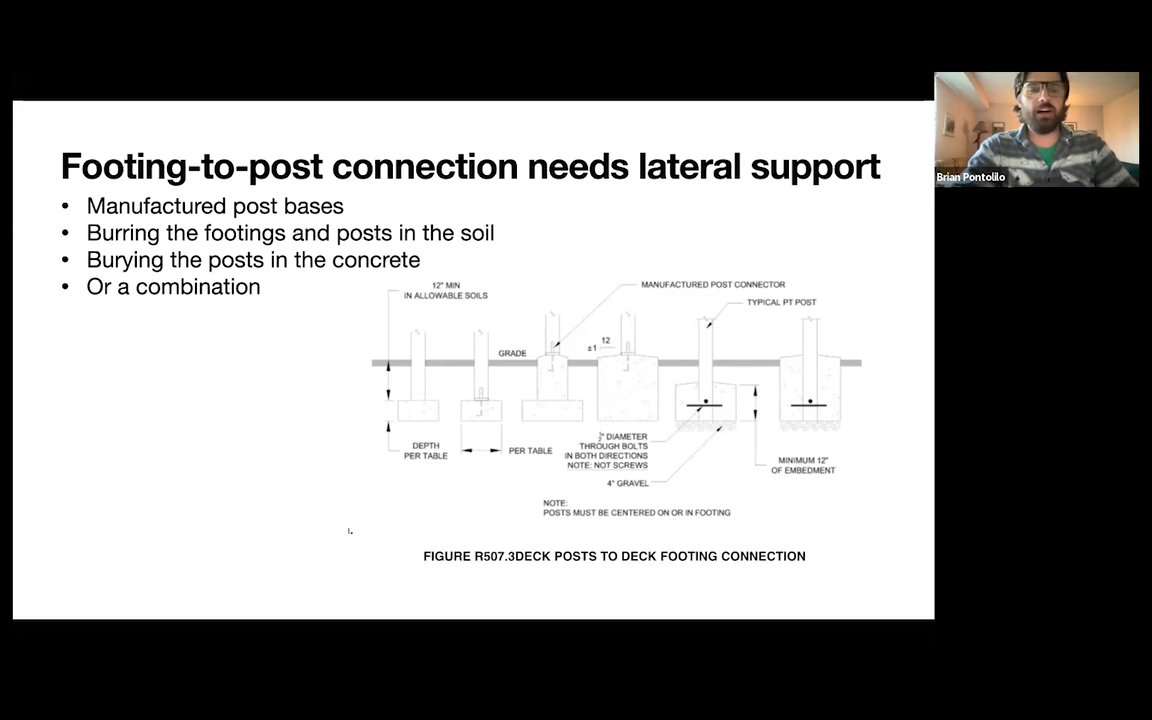 Footing-to-post connection needs lateral support
• Manufactured post bases
• Burring the footings and posts in the soil
• Burying the posts in the concrete
• Or a combination
12" MIN
IN ALLOWABLE SOILS
MANUFACTURED POST CONNECTOR
TYPICAL PT POST
GRADE
±1
12
DEPTH
PER TABLE
PER TABLE
½" DIAMETER
THROUGH BOLTS
IN BOTH DIRECTIONS
NOTE: NOT SCREWS
4" GRAVEL
MINIMUM 12"
OF EMBEDMENT
NOTE:
POSTS MUST BE CENTERED ON OR IN FOOTING
FIGURE R507.3DECK POSTS TO DECK FOOTING CONNECTION
Brian Pontolilo